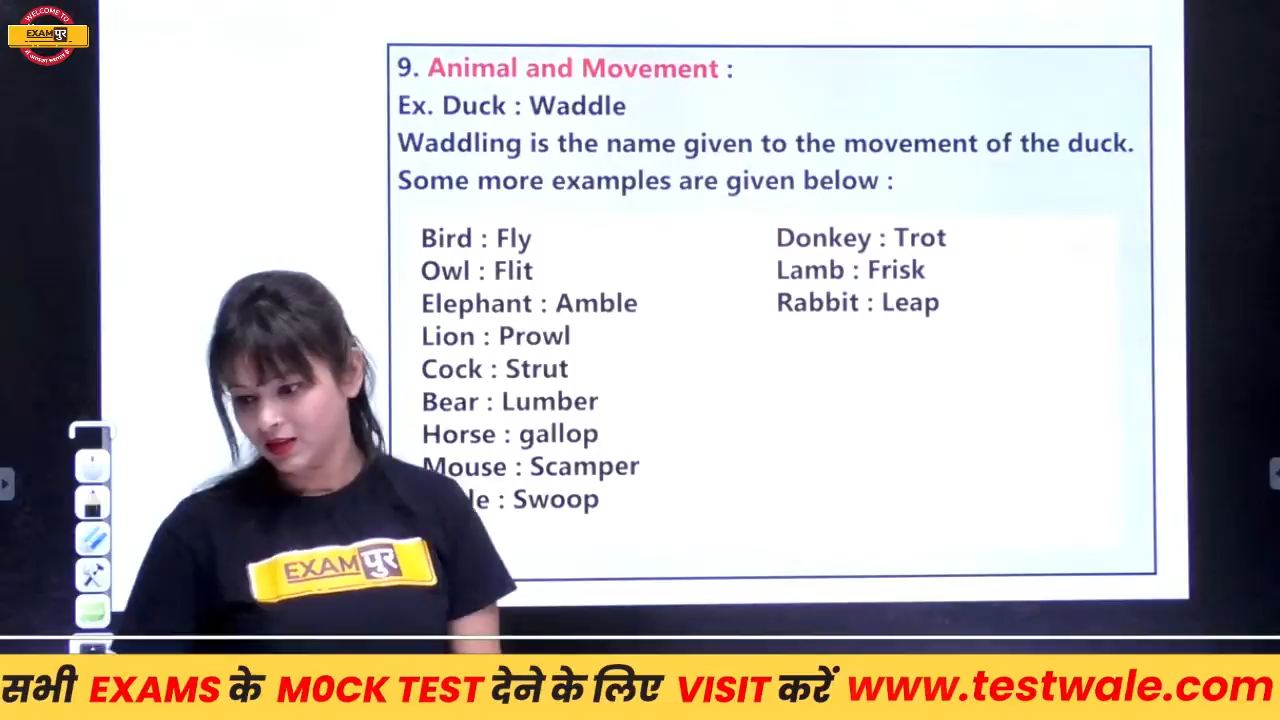 WELCOME TO
EXAMपुर
9. Animal and Movement :
Ex. Duck : Waddle
Waddling is the name given to the movement of the duck.
Some more examples are given below :
Bird : Fly
Owl : Flit
Elephant : Amble
Lion : Prowl
Cock : Strut
Bear : Lumber
Horse : gallop
Mouse : Scamper
: Swoop
Donkey : Trot
Lamb : Frisk
Rabbit : Leap
EXAMपुर
सभी EXAMS के M0CK TEST देने के लिए VISIT करें www.testwale.com